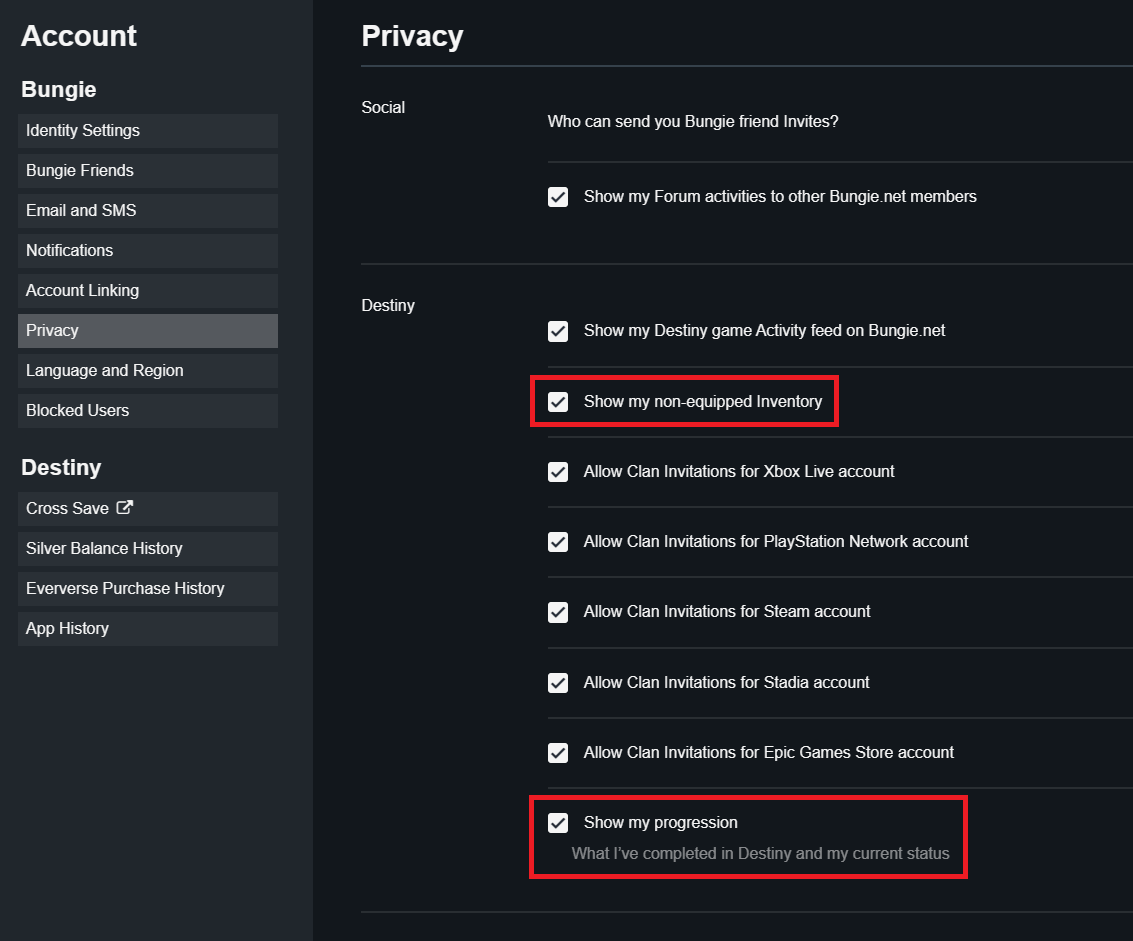 Account
Bungie
Identity Settings
Bungie Friends
Email and SMS
Notifications
Account Linking
Privacy
Language and Region
Blocked Users
Destiny
Cross Save
Silver Balance History
Eververse Purchase History
App History
Privacy
Social
Who can send you Bungie friend Invites?
Show my Forum activities to other Bungie.net members
Destiny
Show my Destiny game Activity feed on Bungie.net
Show my non-equipped Inventory
Allow Clan Invitations for Xbox Live account
Allow Clan Invitations for PlayStation Network account
Allow Clan Invitations for Steam account
Allow Clan Invitations for Stadia account
Allow Clan Invitations for Epic Games Store account
Show my progression
What I’ve completed in Destiny and my current status